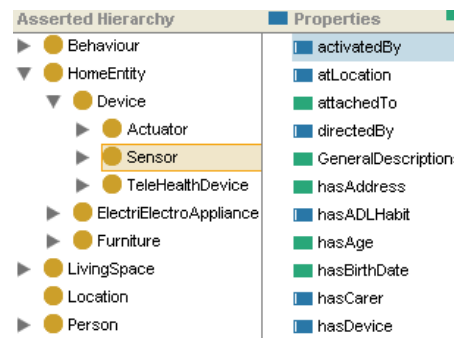 Asserted Hierarchy
Behaviour
HomeEntity
Device
Actuator
Sensor
TeleHealthDevice
ElectriElectroAppliance
Furniture
LivingSpace
Location
Person
Properties
activatedBy
atLocation
attachedTo
directedBy
GeneralDescriptions
hasAddress
hasADLHabit
hasAge
hasBirthDate
hasCarer
hasDevice